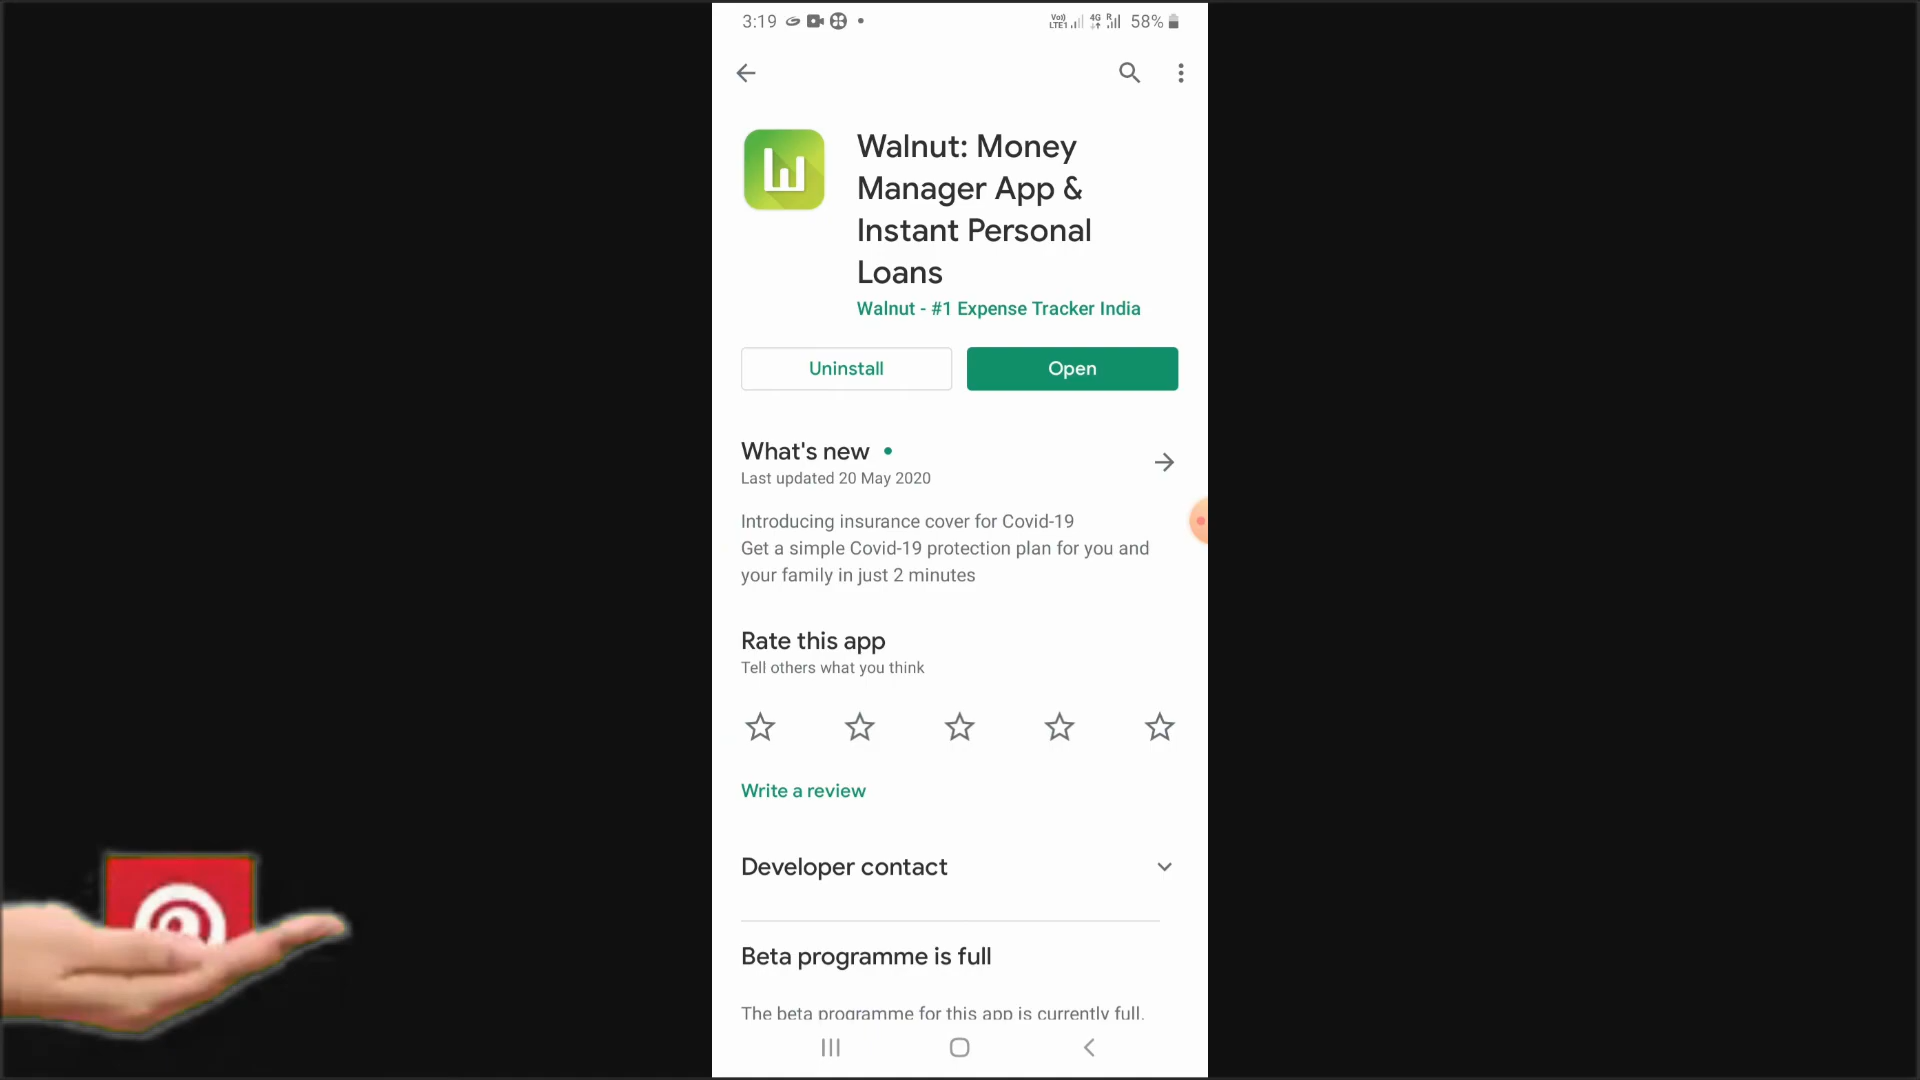 3:19
Vo)) LTE1 4G R 58%
Walnut: Money
Manager App &
Instant Personal
Loans
Walnut - #1 Expense Tracker India
Uninstall
Open
What's new
Last updated 20 May 2020
Introducing insurance cover for Covid-19
Get a simple Covid-19 protection plan for you and
your family in just 2 minutes
Rate this app
Tell others what you think
Write a review
Developer contact
Beta programme is full
The beta programme for this app is currently full.